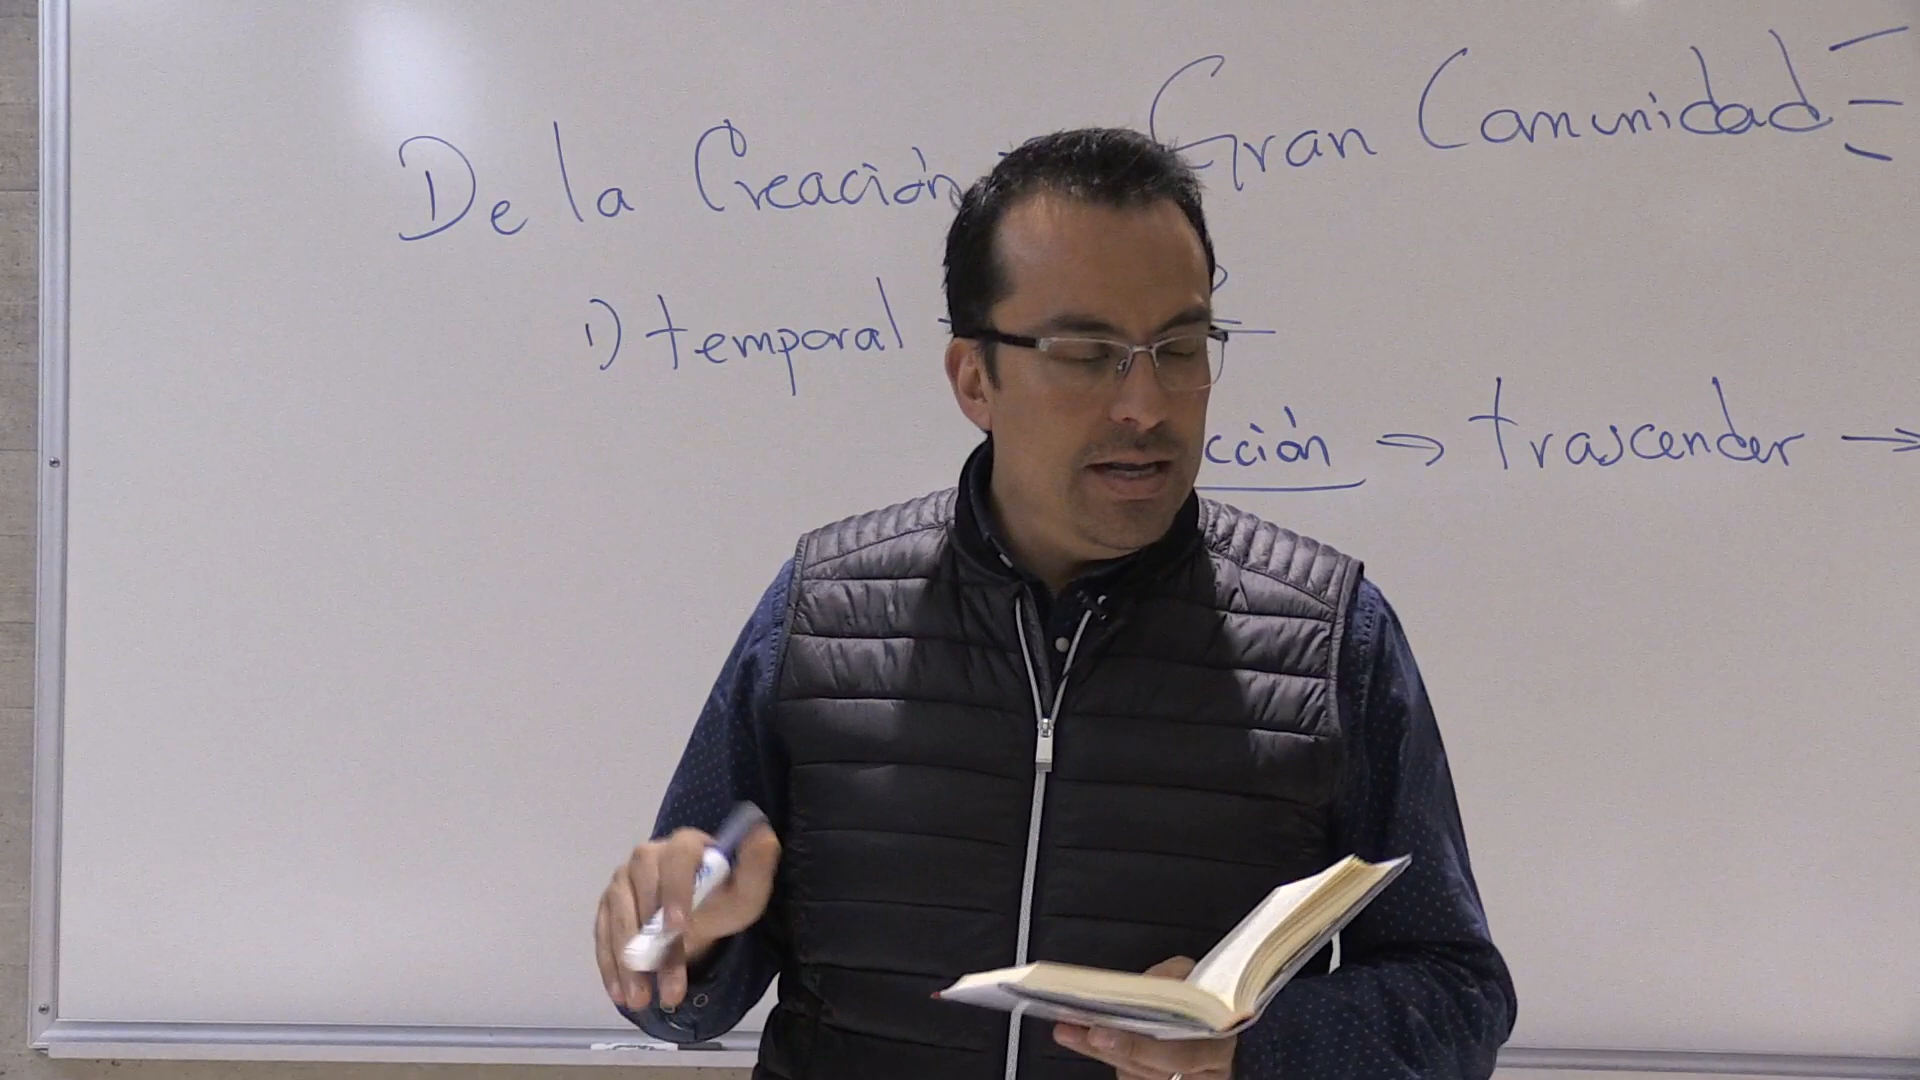 De la Creación Gran Comunidad
1) temporal
cción ⇒ trascender →